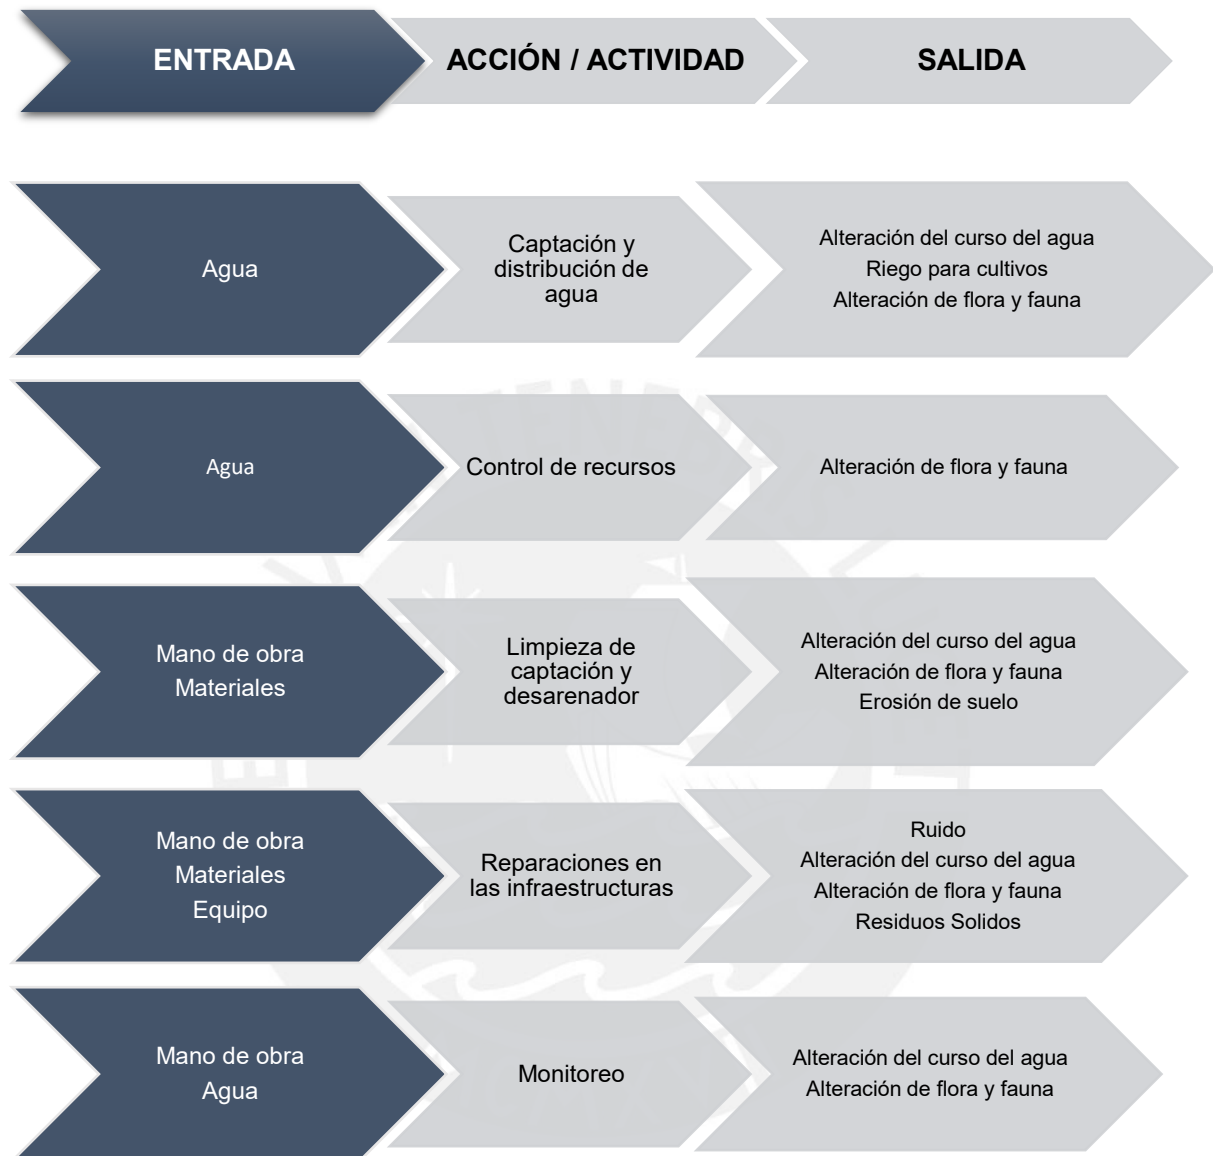 ENTRADA
ACCIÓN / ACTIVIDAD
SALIDA
Agua
Captación y
distribución de
agua
Alteración del curso del agua
Riego para cultivos
Alteración de flora y fauna
Agua
Control de recursos
Alteración de flora y fauna
Mano de obra
Materiales
Limpieza de
captación y
desarenador
Alteración del curso del agua
Alteración de flora y fauna
Erosión de suelo
Mano de obra
Materiales
Equipo
Reparaciones en
las infraestructuras
Ruido
Alteración del curso del agua
Alteración de flora y fauna
Residuos Solidos
Mano de obra
Agua
Monitoreo
Alteración del curso del agua
Alteración de flora y fauna